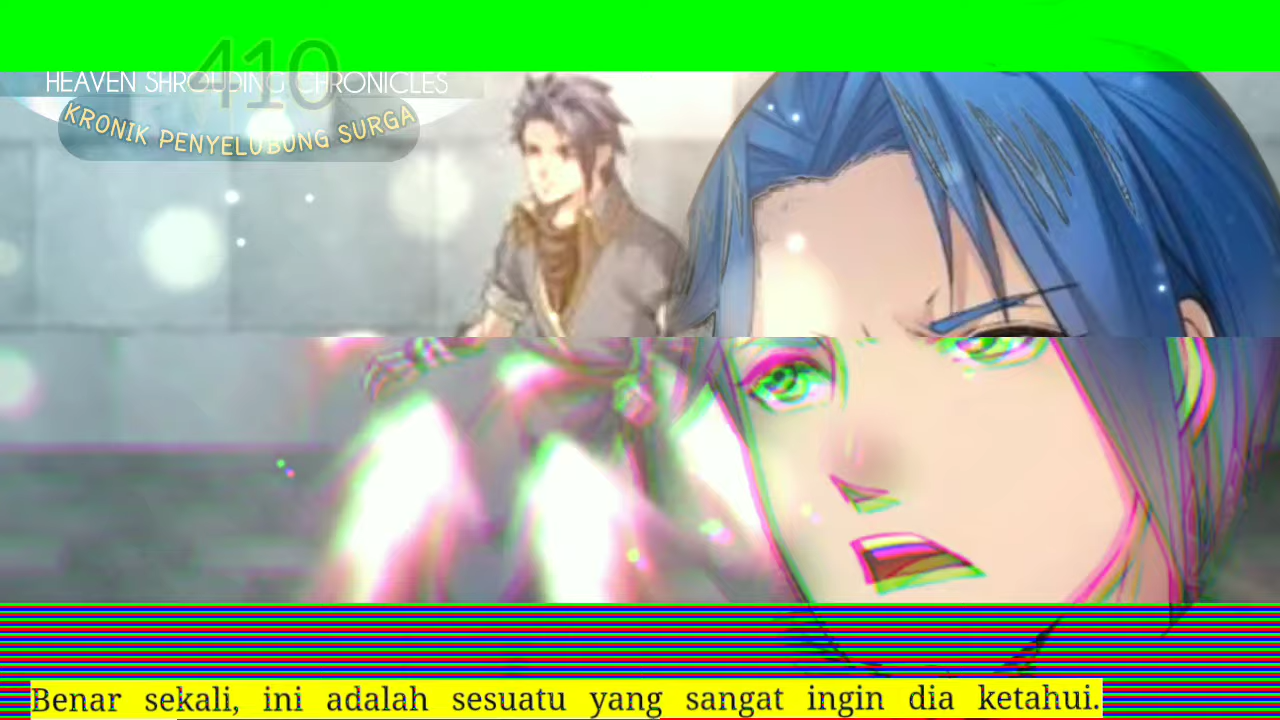 410
HEAVEN SHROUDING CHRONICLES
KRONIK PENYELUBUNG SURGA
Benar sekali, ini adalah sesuatu yang sangat ingin dia ketahui.